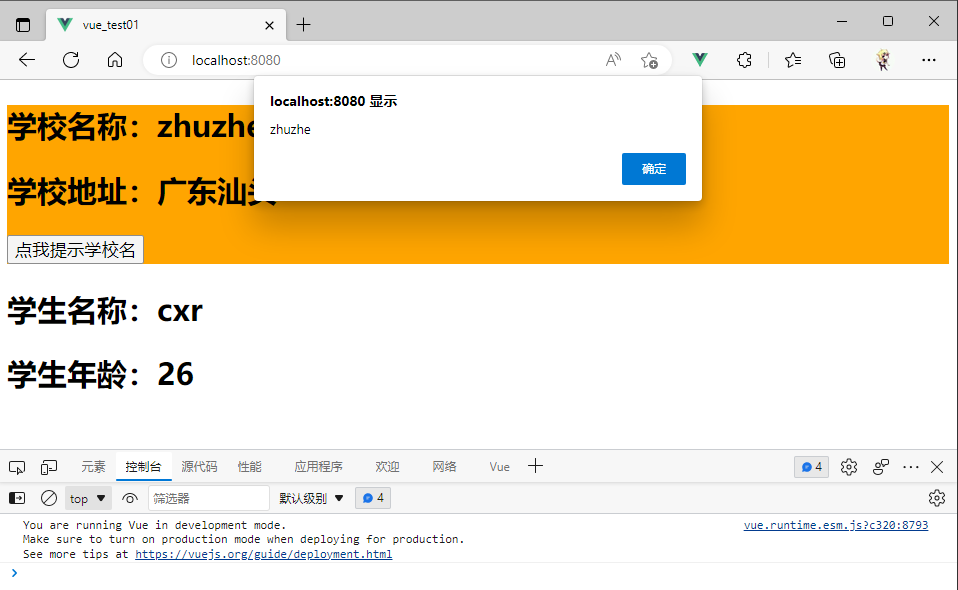 vue_test01
localhost:8080
localhost:8080 显示
zhuzhe
确定
学校名称：zhuzhe
学校地址：广东汕头
点我提示学校名
学生名称：cxr
学生年龄：26
元素 控制台 源代码 性能 应用程序 欢迎 网络 Vue 4
top 筛选器 默认级别 4
You are running Vue in development mode. vue.runtime.esm.js?c320:8793
Make sure to turn on production mode when deploying for production.
See more tips at https://vuejs.org/guide/deployment.html